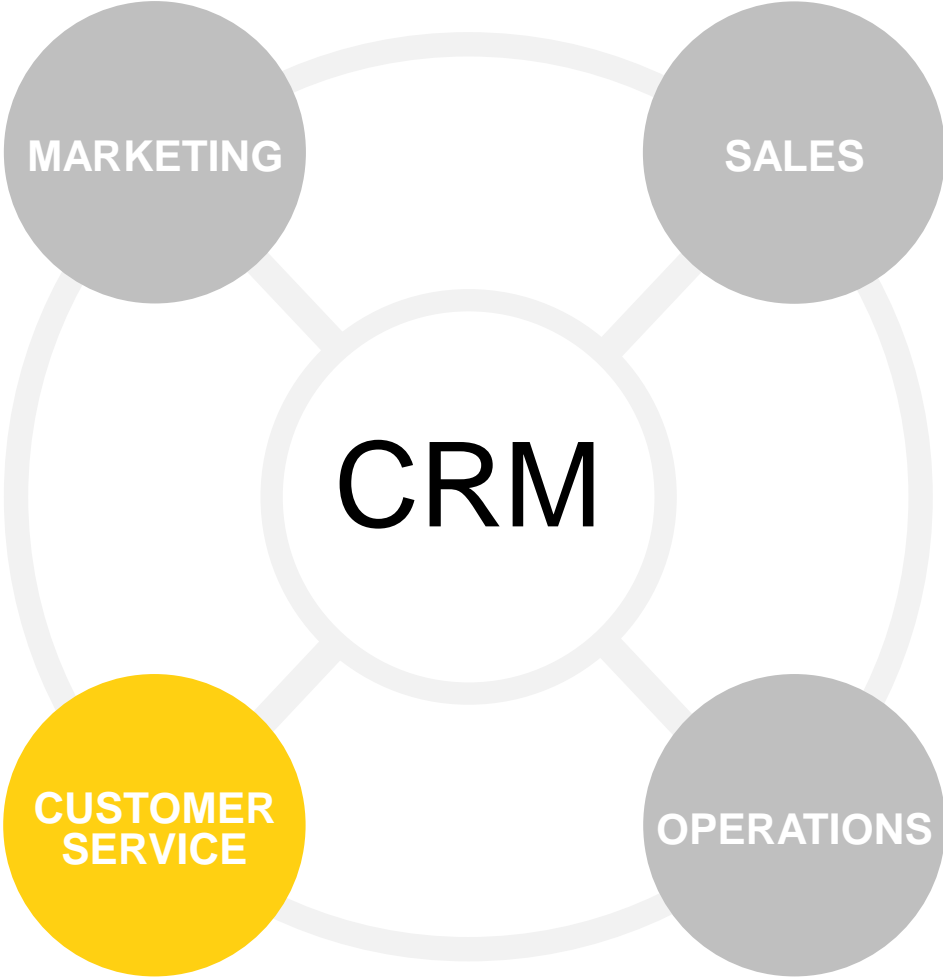 MARKETING
SALES
CRM
CUSTOMER
SERVICE
OPERATIONS